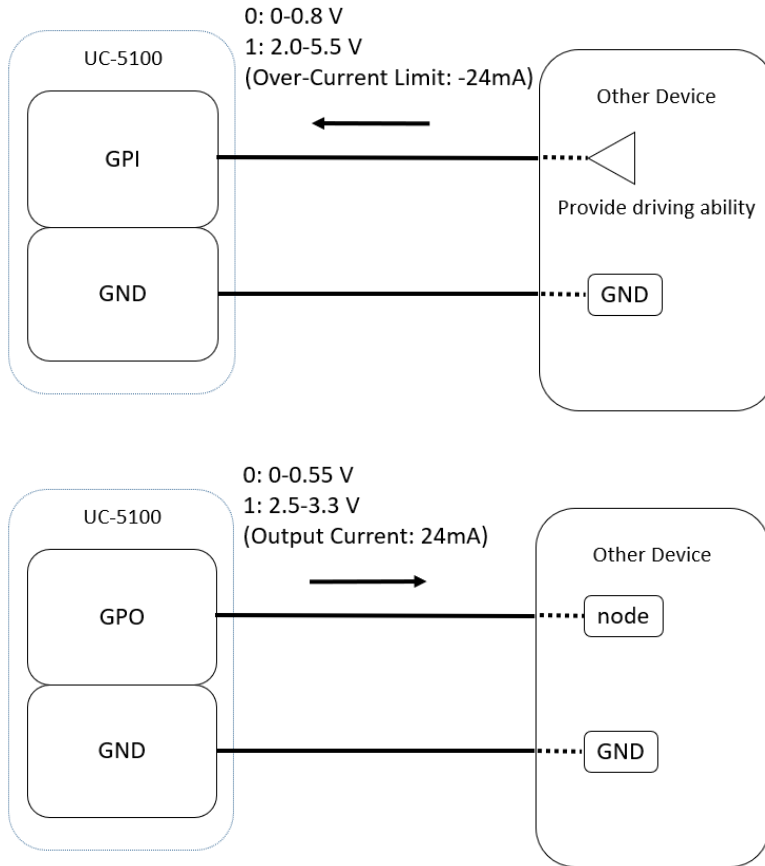 0: 0-0.8 V
1: 2.0-5.5 V
(Over-Current Limit: -24mA)
UC-5100
Other Device
GPI
Provide driving ability
GND
GND
0: 0-0.55 V
1: 2.5-3.3 V
(Output Current: 24mA)
UC-5100
Other Device
GPO
node
GND
GND